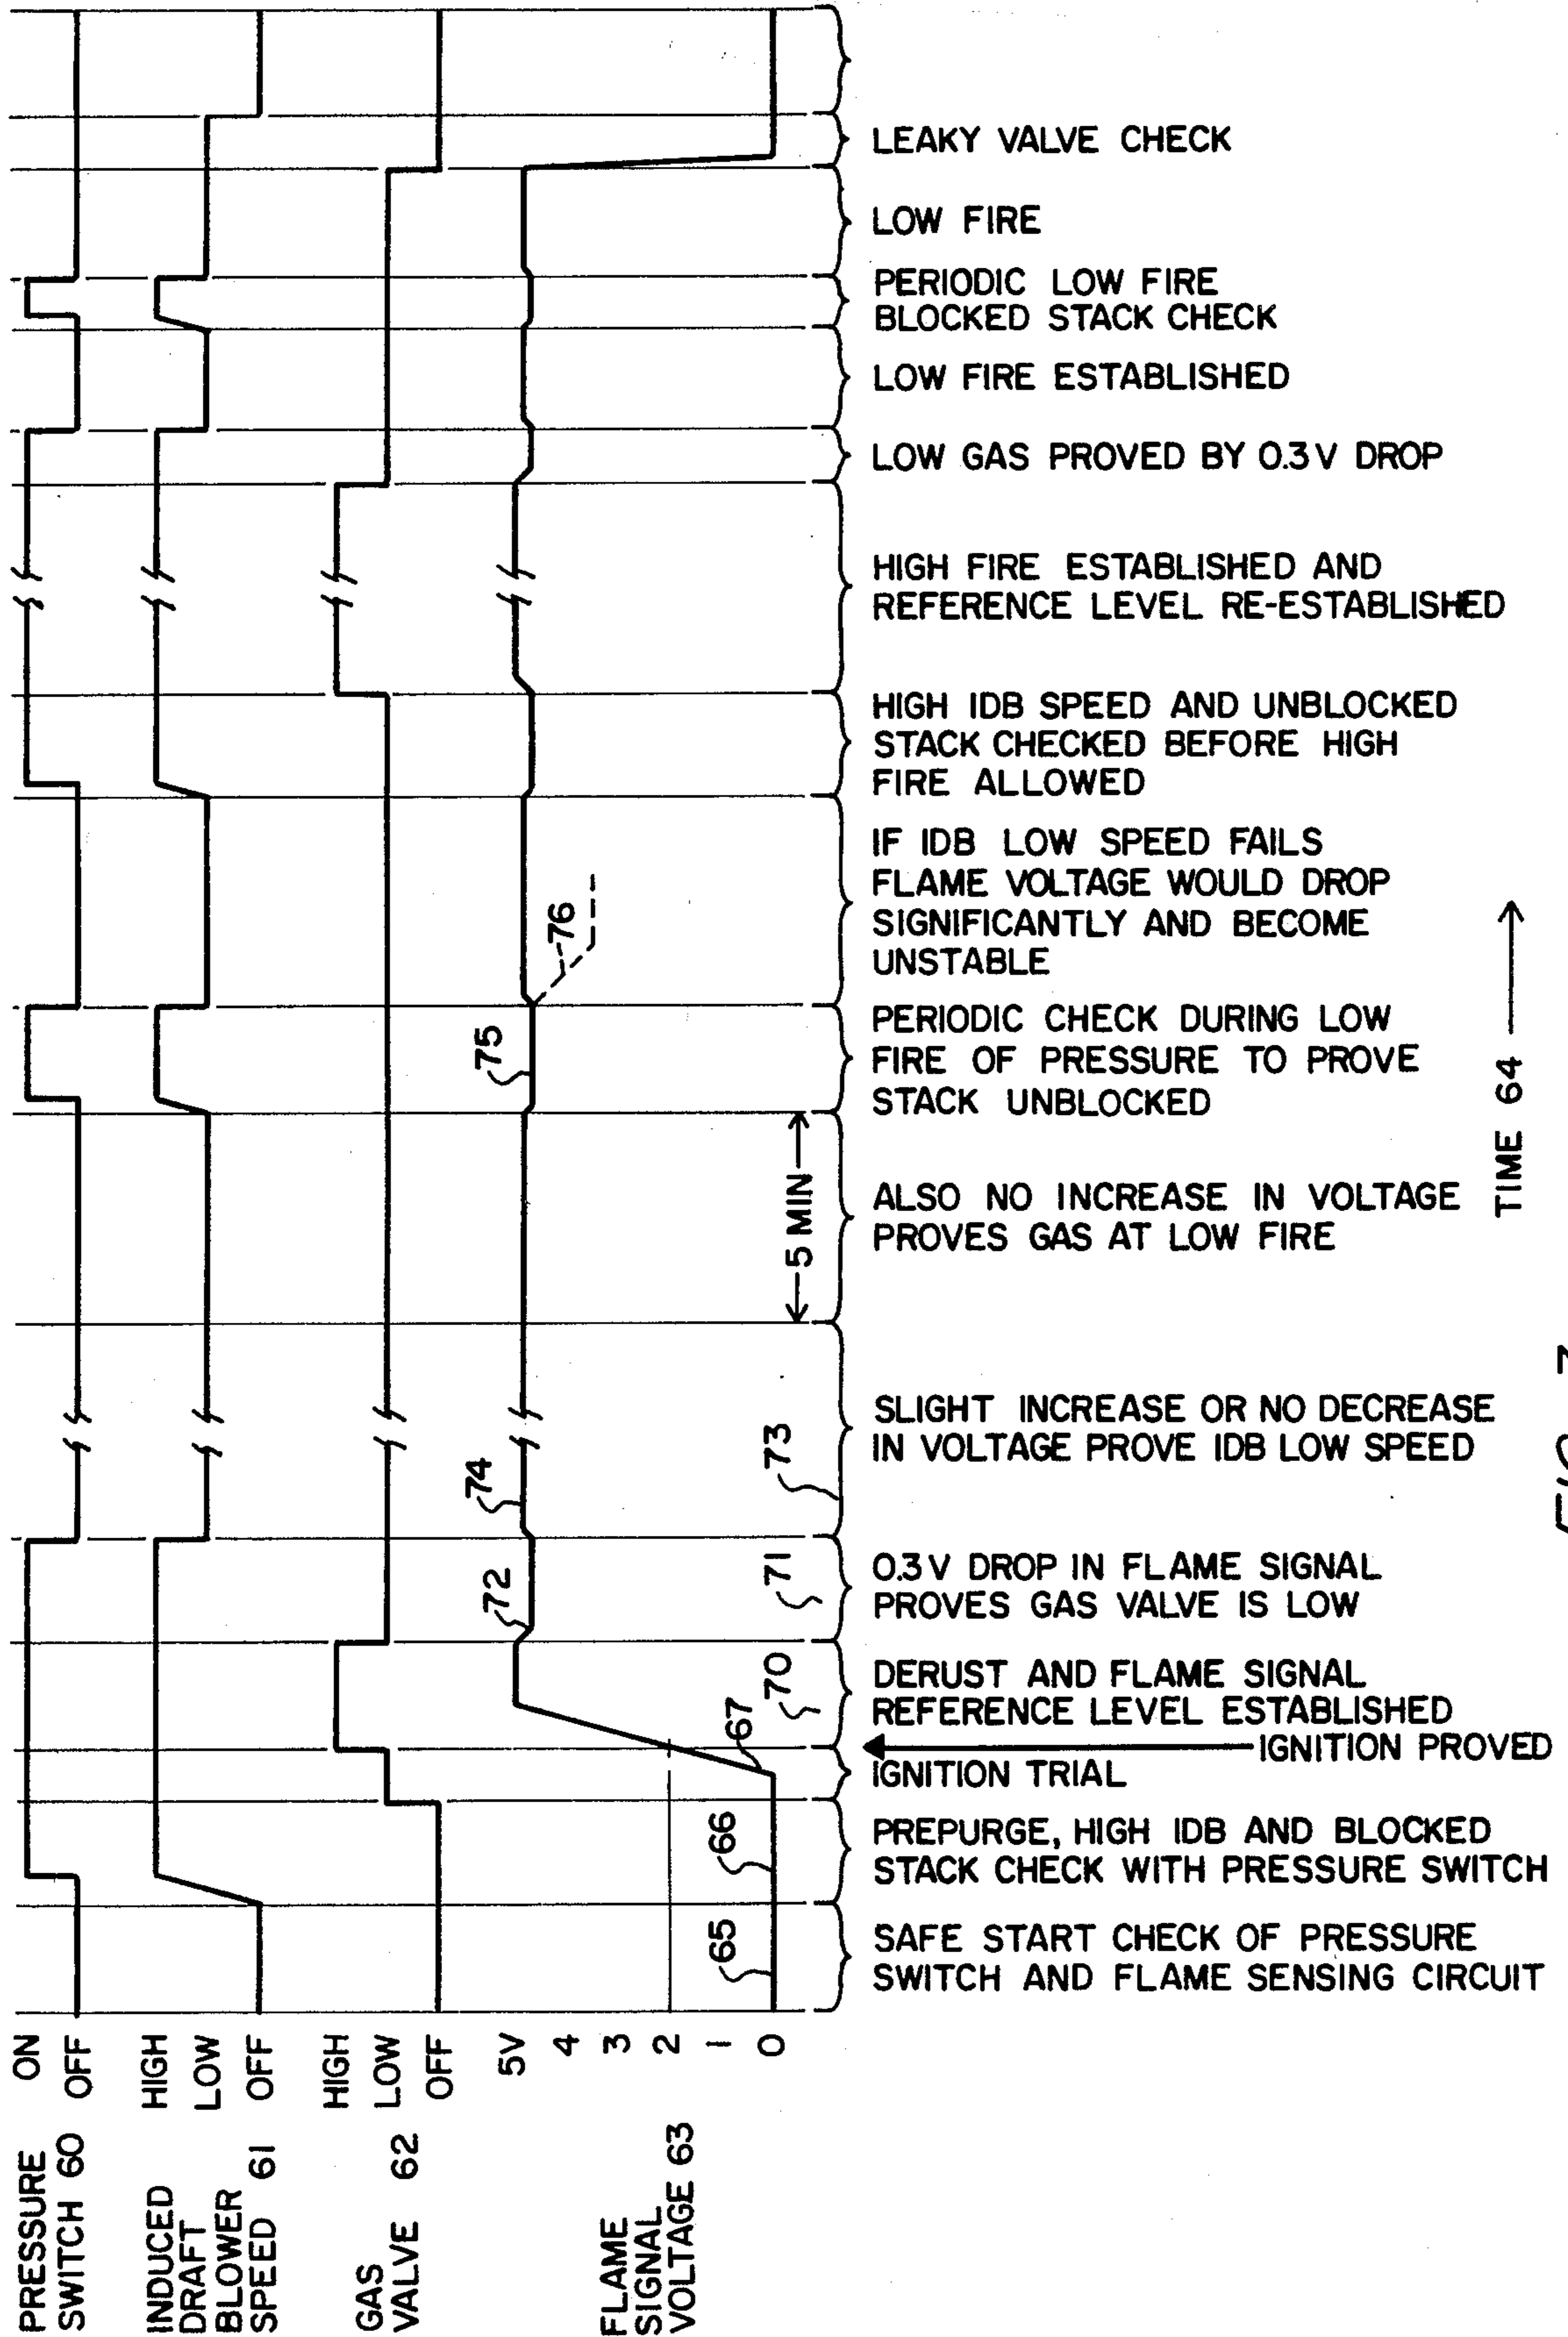 PRESSURE
SWITCH 60
ON
OFF
INDUCED
DRAFT
BLOWER
SPEED 61
HIGH
LOW
OFF
GAS
VALVE 62
HIGH
LOW
OFF
FLAME
SIGNAL
VOLTAGE 63
5V
4
3
2
1
0
65
66
67
70
71
72
73
74
75
76
5 MIN
SAFE START CHECK OF PRESSURE
SWITCH AND FLAME SENSING CIRCUIT
PREPURGE, HIGH IDB AND BLOCKED
STACK CHECK WITH PRESSURE SWITCH
IGNITION TRIAL
IGNITION PROVED
DERUST AND FLAME SIGNAL
REFERENCE LEVEL ESTABLISHED
0.3V DROP IN FLAME SIGNAL
PROVES GAS VALVE IS LOW
SLIGHT INCREASE OR NO DECREASE
IN VOLTAGE PROVE IDB LOW SPEED
ALSO NO INCREASE IN VOLTAGE
PROVES GAS AT LOW FIRE
PERIODIC CHECK DURING LOW
FIRE OF PRESSURE TO PROVE
STACK UNBLOCKED
IF IDB LOW SPEED FAILS
FLAME VOLTAGE WOULD DROP
SIGNIFICANTLY AND BECOME
UNSTABLE
HIGH IDB SPEED AND UNBLOCKED
STACK CHECKED BEFORE HIGH
FIRE ALLOWED
HIGH FIRE ESTABLISHED AND
REFERENCE LEVEL RE-ESTABLISHED
LOW GAS PROVED BY 0.3V DROP
LOW FIRE ESTABLISHED
PERIODIC LOW FIRE
BLOCKED STACK CHECK
LOW FIRE
LEAKY VALVE CHECK
TIME 64